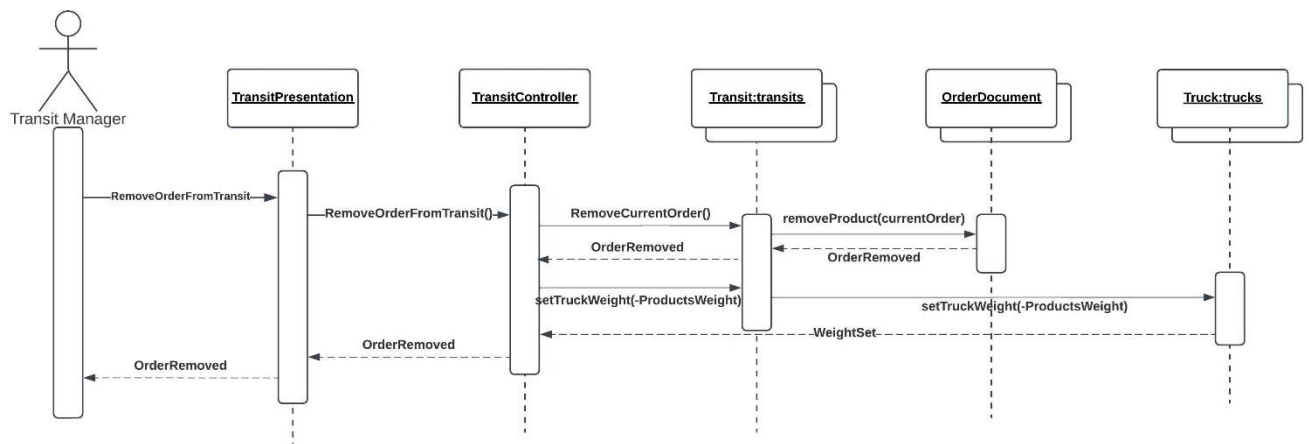 Transit Manager
TransitPresentation
TransitController
Transit:transits
OrderDocument
Truck:trucks
RemoveOrderFromTransit
RemoveOrderFromTransit()
RemoveCurrentOrder()
removeProduct(currentOrder)
OrderRemoved
OrderRemoved
setTruckWeight(-ProductsWeight)
setTruckWeight(-ProductsWeight)
WeightSet
OrderRemoved
OrderRemoved